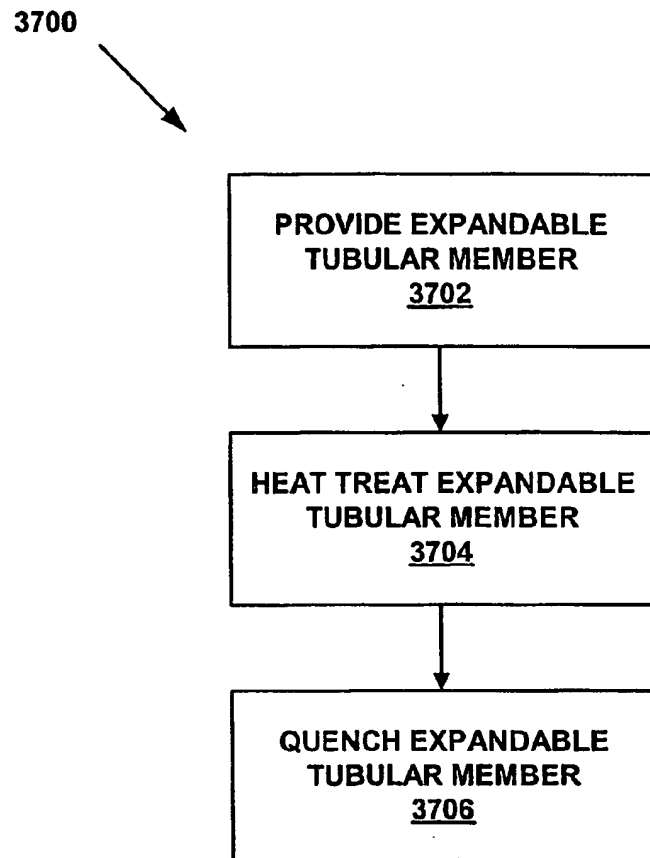 3700
PROVIDE EXPANDABLE
TUBULAR MEMBER
3702
HEAT TREAT EXPANDABLE
TUBULAR MEMBER
3704
QUENCH EXPANDABLE
TUBULAR MEMBER
3706